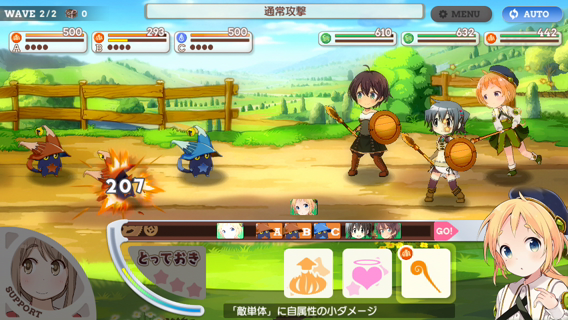 WAVE 2/2 0
通常攻撃
MENU
AUTO
500
A
293
B
500
C
610
632
442
207
A B C GO!
とっておき
SUPPORT
「敵単体」に自属性の小ダメージ